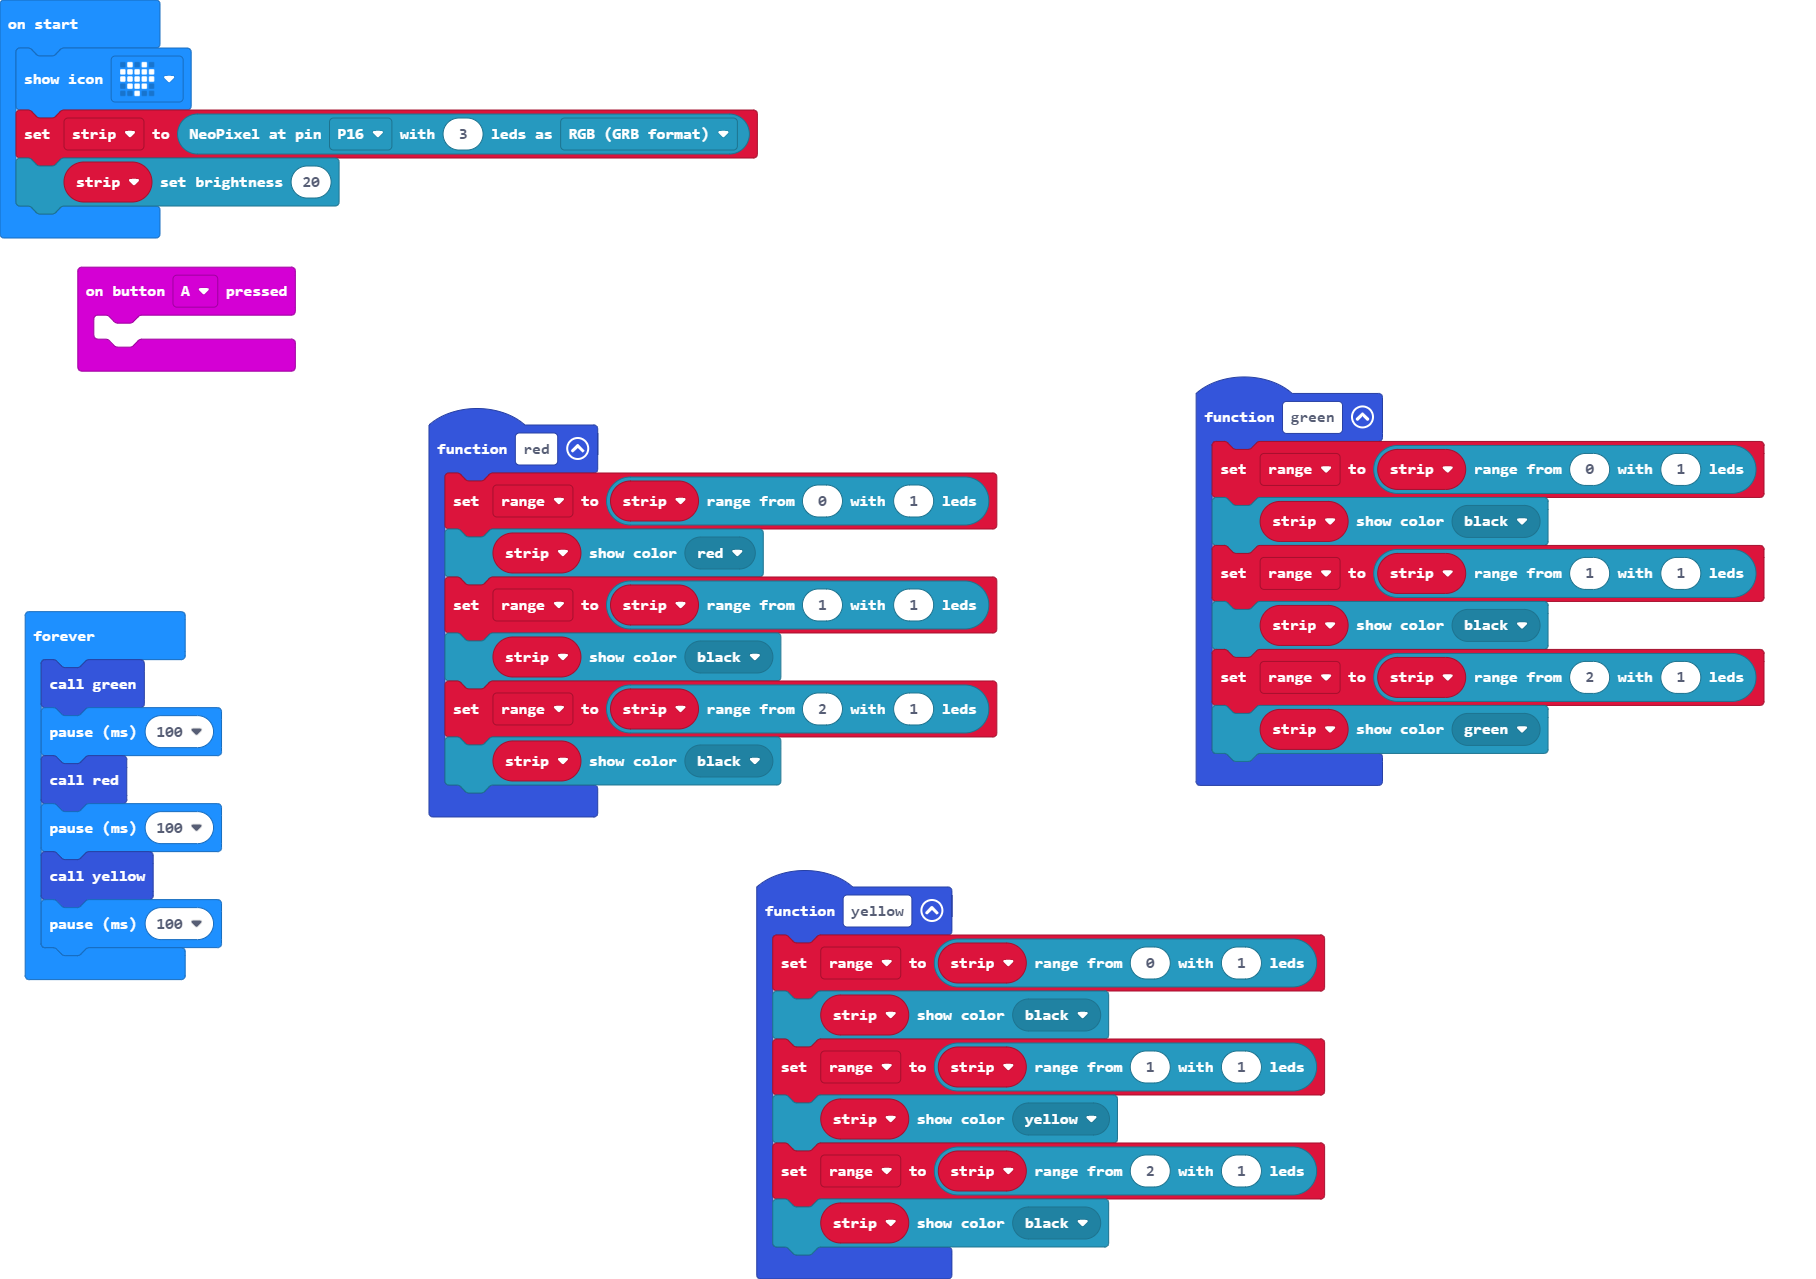 on start
show icon
set strip to NeoPixel at pin P16 with 3 leds as RGB (GRB format)
strip set brightness 20
on button A pressed
function red
set range to strip range from 0 with 1 leds
strip show color red
set range to strip range from 1 with 1 leds
strip show color black
set range to strip range from 2 with 1 leds
strip show color black
function green
set range to strip range from 0 with 1 leds
strip show color black
set range to strip range from 1 with 1 leds
strip show color black
set range to strip range from 2 with 1 leds
strip show color green
forever
call green
pause (ms) 100
call red
pause (ms) 100
call yellow
pause (ms) 100
function yellow
set range to strip range from 0 with 1 leds
strip show color black
set range to strip range from 1 with 1 leds
strip show color yellow
set range to strip range from 2 with 1 leds
strip show color black